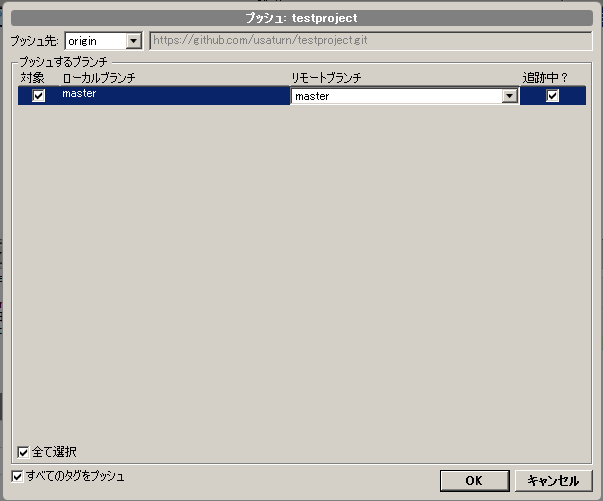 プッシュ: testproject
プッシュ先: origin https://github.com/usaturn/testproject.git
プッシュするブランチ
対象 ローカルブランチ リモートブランチ 追跡中？
master master
全て選択
すべてのタグをプッシュ
OK キャンセル